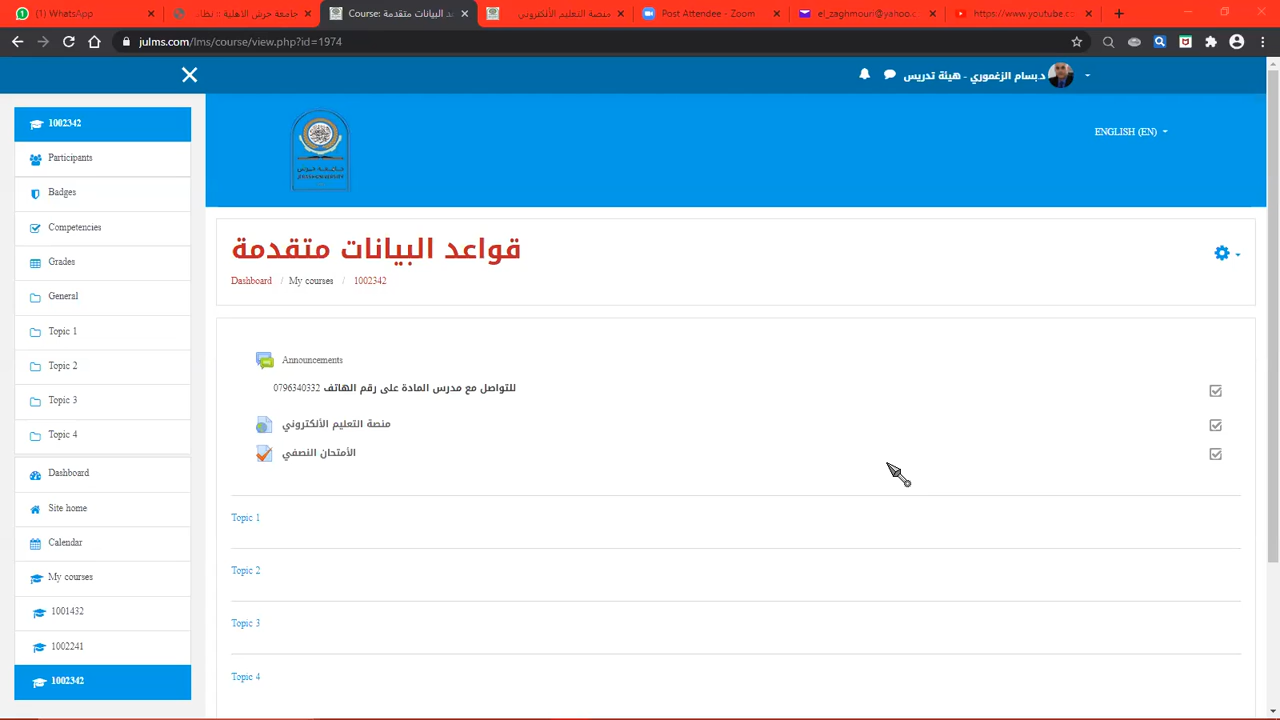 (1) WhatsApp
جامعة جرش الاهلية :: نظا
Course: قواعد البيانات متقدمة
منصة التعليم الألكتروني
Post Attendee - Zoom
el_zaghmouri@yahoo.c
https://www.youtube.c
julms.com/lms/course/view.php?id=1974
د.بسام الزغموري - هيئة تدريس
ENGLISH (EN)
1002342
Participants
Badges
Competencies
Grades
General
Topic 1
Topic 2
Topic 3
Topic 4
Dashboard
Site home
Calendar
My courses
1001432
1002241
1002342
قواعد البيانات متقدمة
Dashboard / My courses / 1002342
Announcements
للتواصل مع مدرس المادة على رقم الهاتف 0796340332
منصة التعليم الألكتروني
الأمتحان النصفي
Topic 1
Topic 2
Topic 3
Topic 4